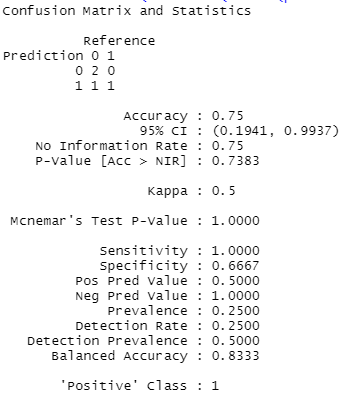 Confusion Matrix and Statistics
Reference
Prediction 0 1
0 2 0
1 1 1
Accuracy : 0.75
95% CI : (0.1941, 0.9937)
No Information Rate : 0.75
P-Value [Acc > NIR] : 0.7383
Kappa : 0.5
Mcnemar's Test P-Value : 1.0000
Sensitivity : 1.0000
Specificity : 0.6667
Pos Pred Value : 0.5000
Neg Pred Value : 1.0000
Prevalence : 0.2500
Detection Rate : 0.2500
Detection Prevalence : 0.5000
Balanced Accuracy : 0.8333
'Positive' Class : 1